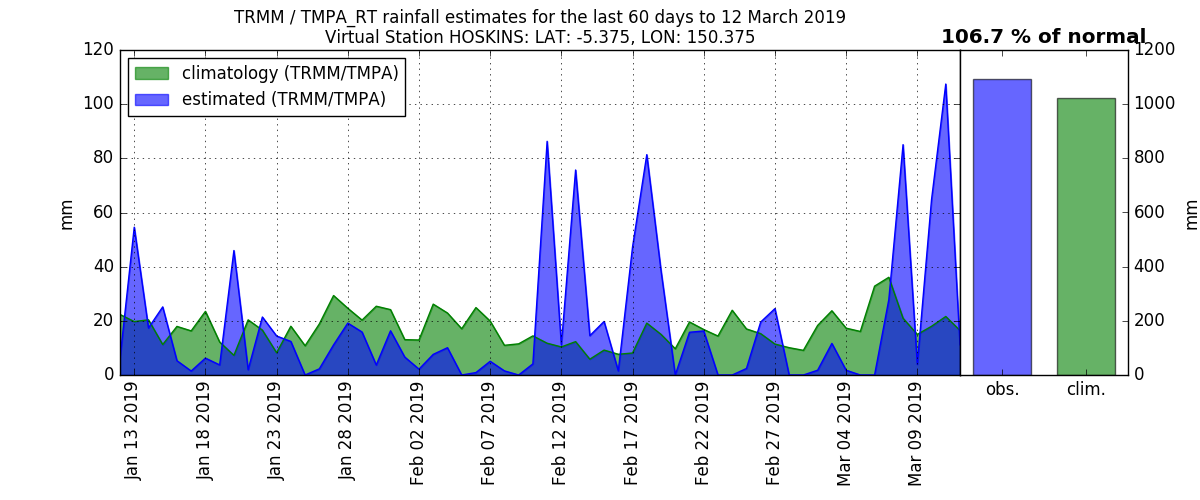 TRMM / TMPA_RT rainfall estimates for the last 60 days to 12 March 2019
Virtual Station HOSKINS: LAT: -5.375, LON: 150.375
106.7 % of normal
climatology (TRMM/TMPA)
estimated (TRMM/TMPA)
120
100
80
60
40
20
0
mm
1200
1000
800
600
400
200
0
mm
Jan 13 2019
Jan 18 2019
Jan 23 2019
Jan 28 2019
Feb 02 2019
Feb 07 2019
Feb 12 2019
Feb 17 2019
Feb 22 2019
Feb 27 2019
Mar 04 2019
Mar 09 2019
obs.
clim.